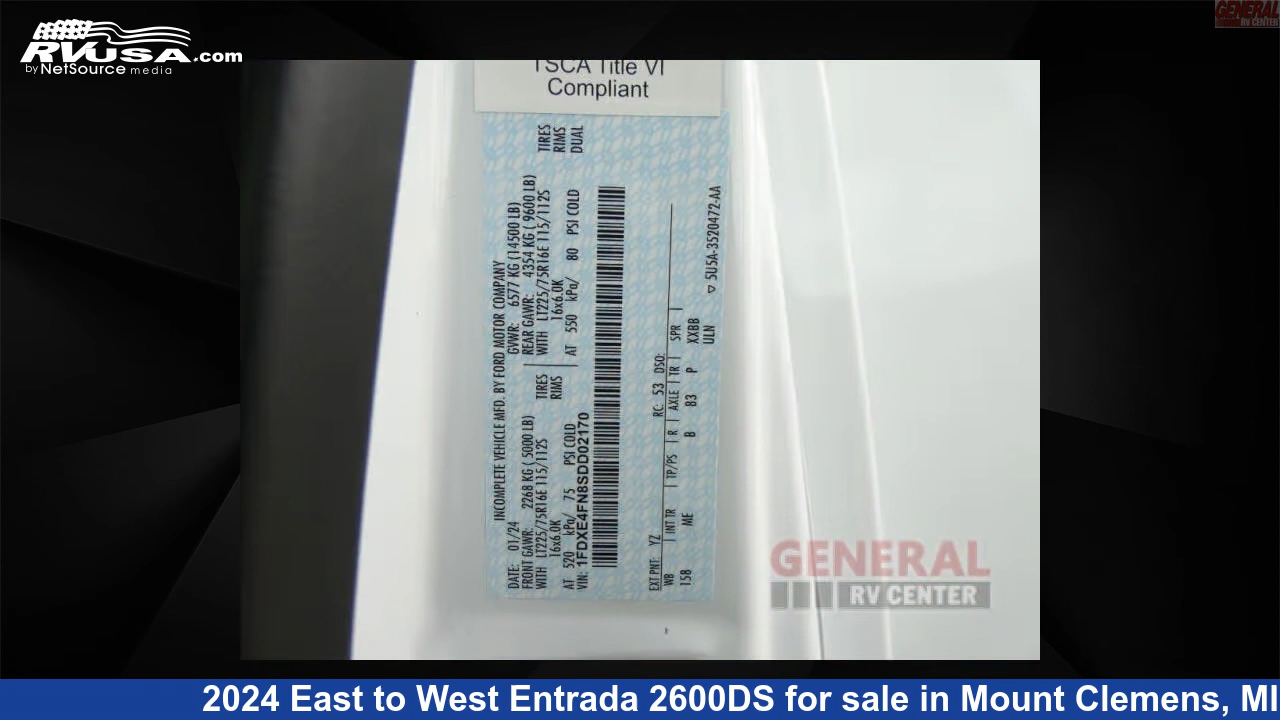 RVUSA.com
by NetSource media
GENERAL
RV CENTER
TSCA Title VI
Compliant
INCOMPLETE VEHICLE MFD. BY FORD MOTOR COMPANY
DATE: 01/24
GVWR: 6577 KG (14500 LB)
FRONT GAWR: 2268 KG ( 5000 LB)
REAR GAWR: 4354 KG ( 9600 LB)
WITH LT225/75R16E 115/112S TIRES
WITH LT225/75R16E 115/112S TIRES
16x6.0K RIMS
16x6.0K RIMS
AT 520 kPa/ 75 PSI COLD
AT 550 kPa/ 80 PSI COLD DUAL
VIN: 1FDXE4FN8SDD02170
EXT PNT: YZ RC: 53 DSO:
WB INT TR TP/PS R AXLE TR SPR
158 ME B B3 P XXBB
ULN
▽ 5U5A-3520472-AA
GENERAL
RV CENTER
2024 East to West Entrada 2600DS for sale in Mount Clemens, MI